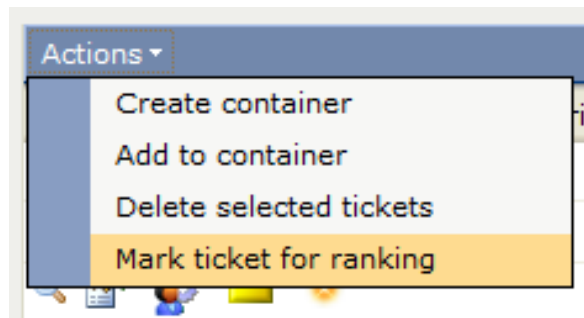 Actions
Create container
Add to container
Delete selected tickets
Mark ticket for ranking